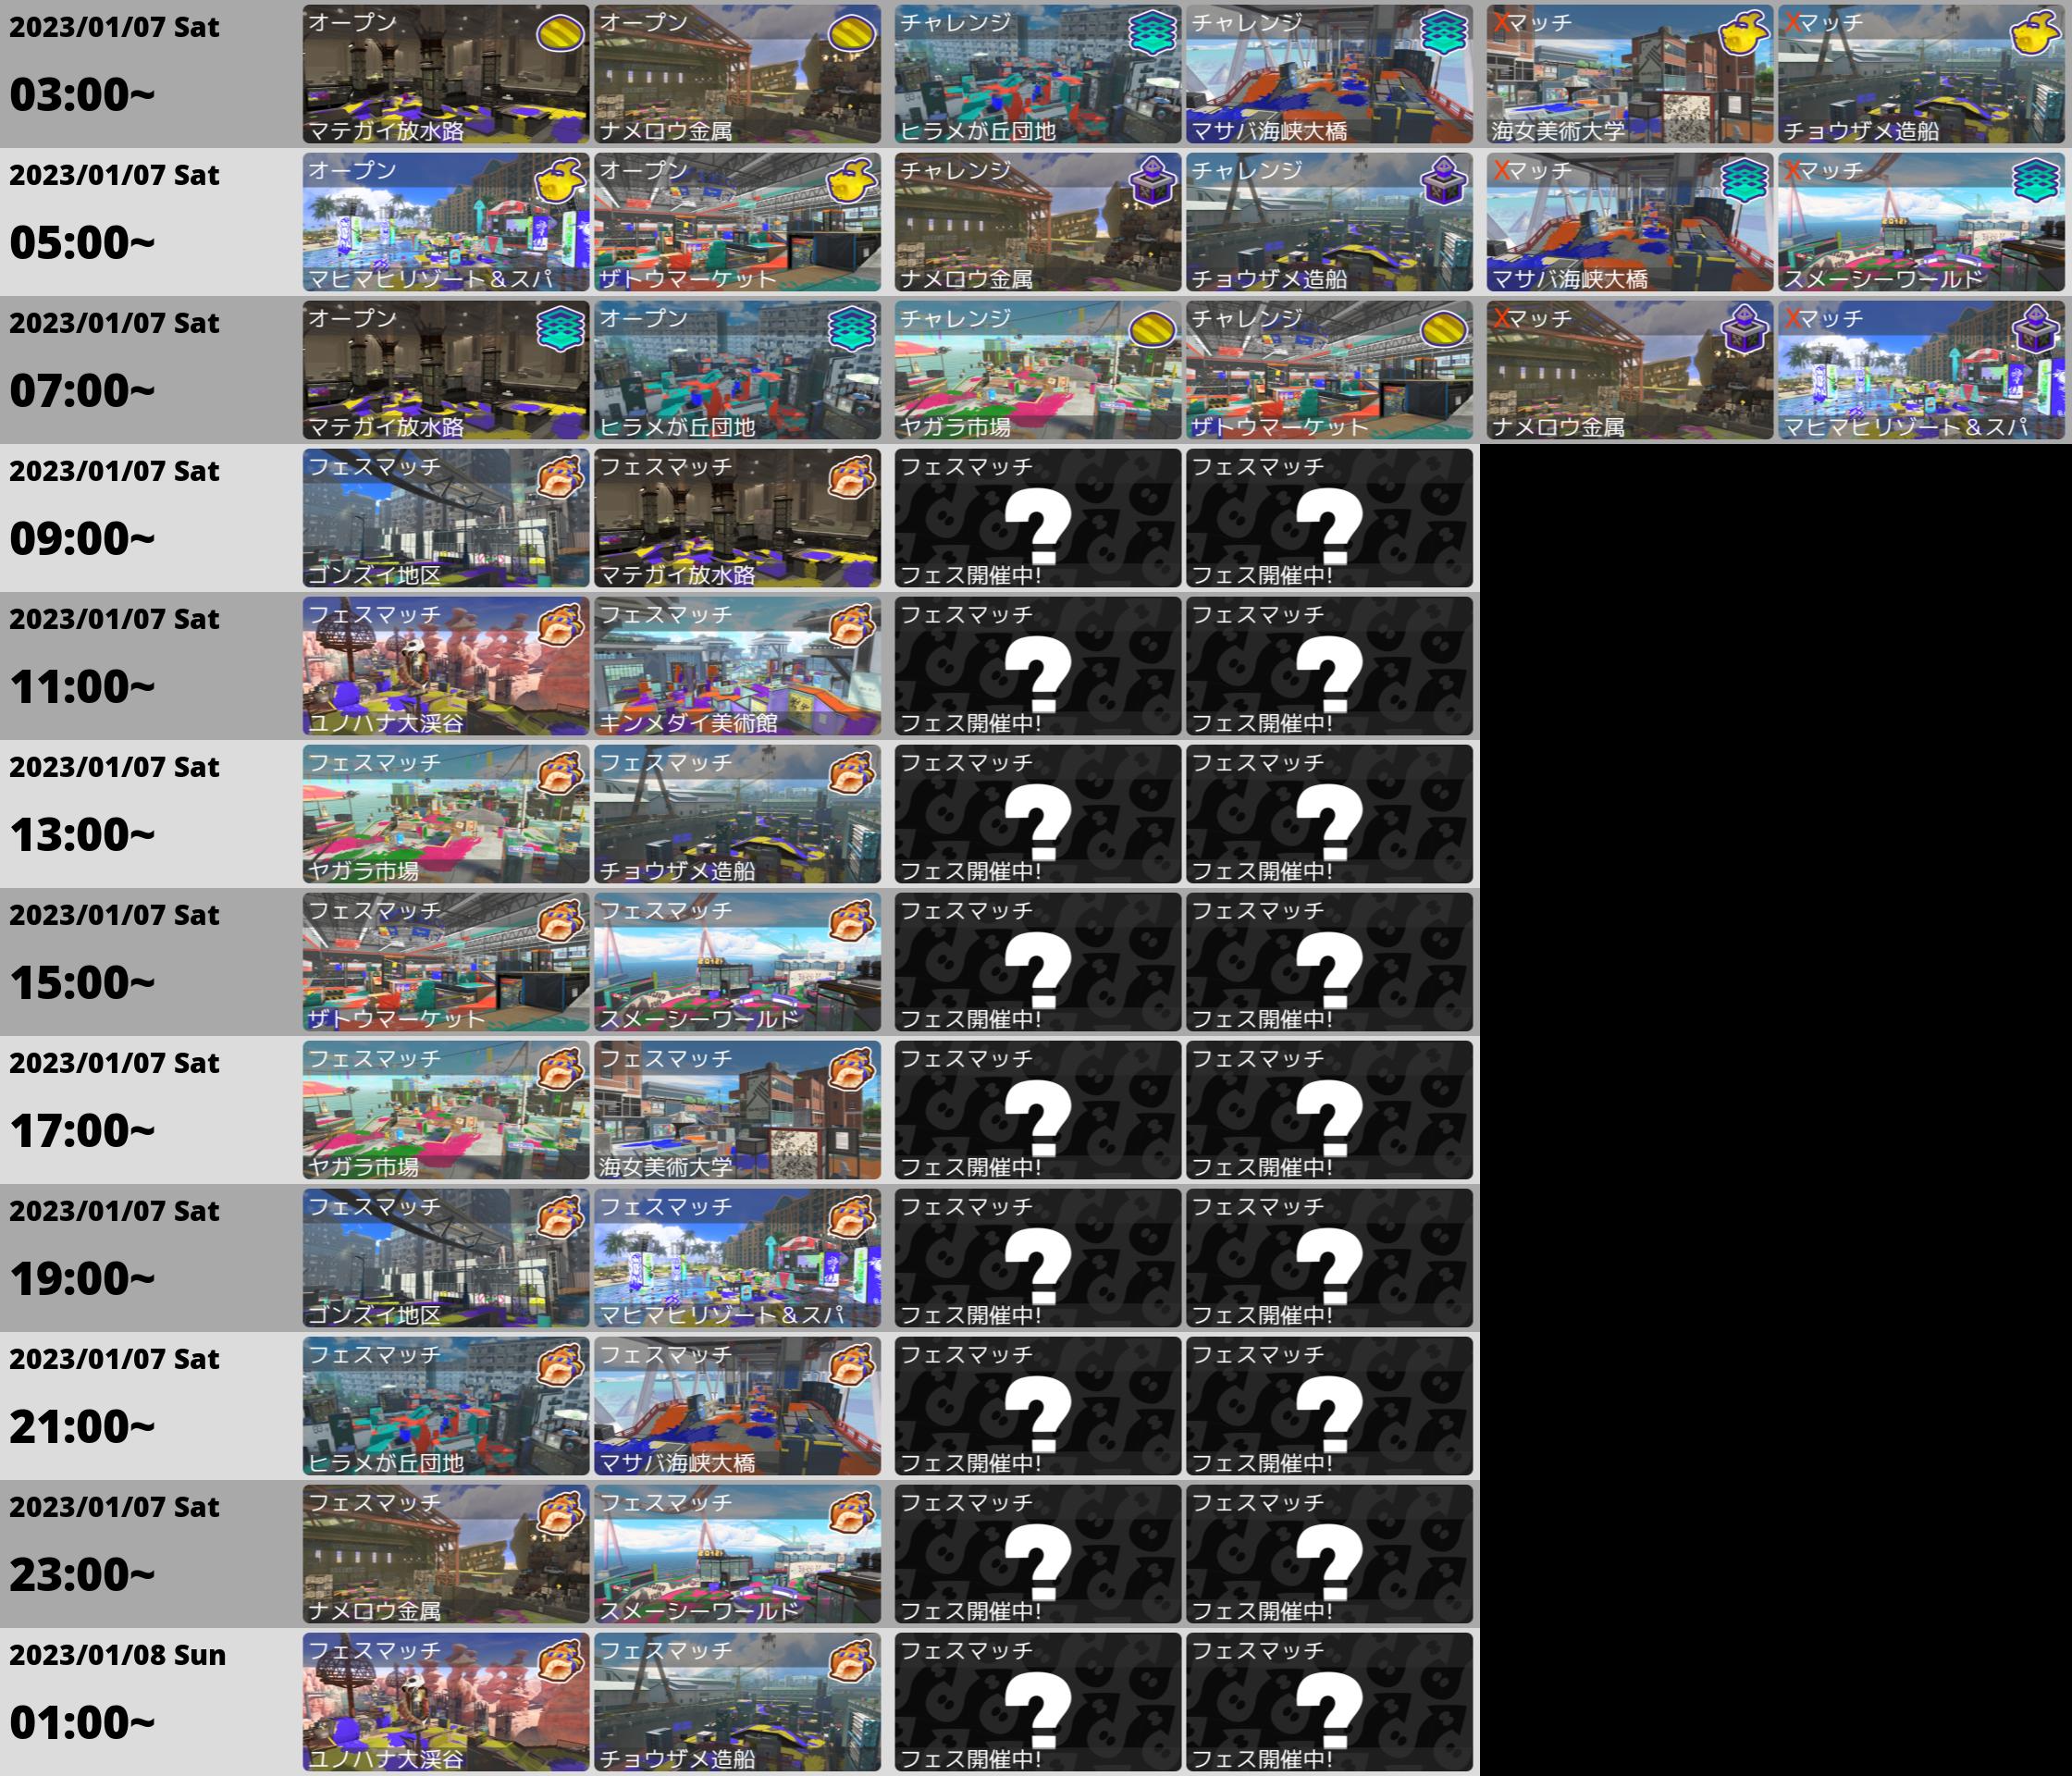 2023/01/07 Sat
03:00~
オープン
マテガイ放水路
オープン
ナメロウ金属
チャレンジ
ヒラメが丘団地
チャレンジ
マサバ海峡大橋
Xマッチ
海女美術大学
Xマッチ
チョウザメ造船
2023/01/07 Sat
05:00~
オープン
マヒマヒリゾート＆スパ
オープン
ザトウマーケット
チャレンジ
ナメロウ金属
チャレンジ
チョウザメ造船
Xマッチ
マサバ海峡大橋
Xマッチ
スメーシーワールド
2023/01/07 Sat
07:00~
オープン
マテガイ放水路
オープン
ヒラメが丘団地
チャレンジ
ヤガラ市場
チャレンジ
ザトウマーケット
Xマッチ
ナメロウ金属
Xマッチ
マヒマヒリゾート＆スパ
2023/01/07 Sat
09:00~
フェスマッチ
ゴンズイ地区
フェスマッチ
マテガイ放水路
フェスマッチ
?
フェス開催中!
フェスマッチ
?
フェス開催中!
2023/01/07 Sat
11:00~
フェスマッチ
ユノハナ大渓谷
フェスマッチ
キンメダイ美術館
フェスマッチ
?
フェス開催中!
フェスマッチ
?
フェス開催中!
2023/01/07 Sat
13:00~
フェスマッチ
ヤガラ市場
フェスマッチ
チョウザメ造船
フェスマッチ
?
フェス開催中!
フェスマッチ
?
フェス開催中!
2023/01/07 Sat
15:00~
フェスマッチ
ザトウマーケット
フェスマッチ
スメーシーワールド
フェスマッチ
?
フェス開催中!
フェスマッチ
?
フェス開催中!
2023/01/07 Sat
17:00~
フェスマッチ
ヤガラ市場
フェスマッチ
海女美術大学
フェスマッチ
?
フェス開催中!
フェスマッチ
?
フェス開催中!
2023/01/07 Sat
19:00~
フェスマッチ
ゴンズイ地区
フェスマッチ
マヒマヒリゾート＆スパ
フェスマッチ
?
フェス開催中!
フェスマッチ
?
フェス開催中!
2023/01/07 Sat
21:00~
フェスマッチ
ヒラメが丘団地
フェスマッチ
マサバ海峡大橋
フェスマッチ
?
フェス開催中!
フェスマッチ
?
フェス開催中!
2023/01/07 Sat
23:00~
フェスマッチ
ナメロウ金属
フェスマッチ
スメーシーワールド
フェスマッチ
?
フェス開催中!
フェスマッチ
?
フェス開催中!
2023/01/08 Sun
01:00~
フェスマッチ
ユノハナ大渓谷
フェスマッチ
チョウザメ造船
フェスマッチ
?
フェス開催中!
フェスマッチ
?
フェス開催中!